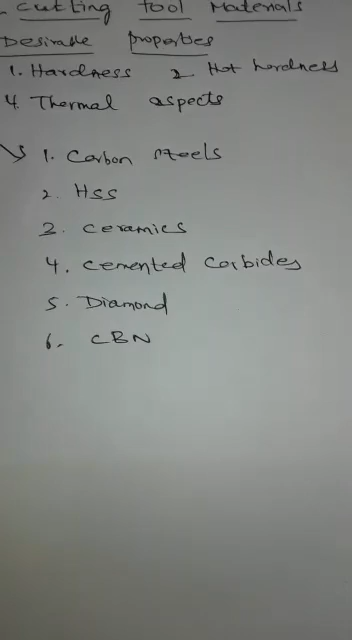 Cutting Tool Materials
Desirable properties
1. Hardness 2 Hot hardness
4. Thermal aspects
1. Carbon steels
2. HSS
3. ceramics
4. cemented carbides
5. Diamond
6. CBN